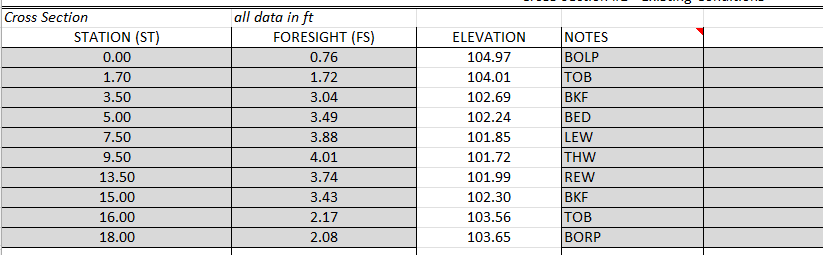 Cross Section all data in ft
STATION (ST) FORESIGHT (FS) ELEVATION NOTES
0.00 0.76 104.97 BOLP
1.70 1.72 104.01 TOB
3.50 3.04 102.69 BKF
5.00 3.49 102.24 BED
7.50 3.88 101.85 LEW
9.50 4.01 101.72 THW
13.50 3.74 101.99 REW
15.00 3.43 102.30 BKF
16.00 2.17 103.56 TOB
18.00 2.08 103.65 BORP